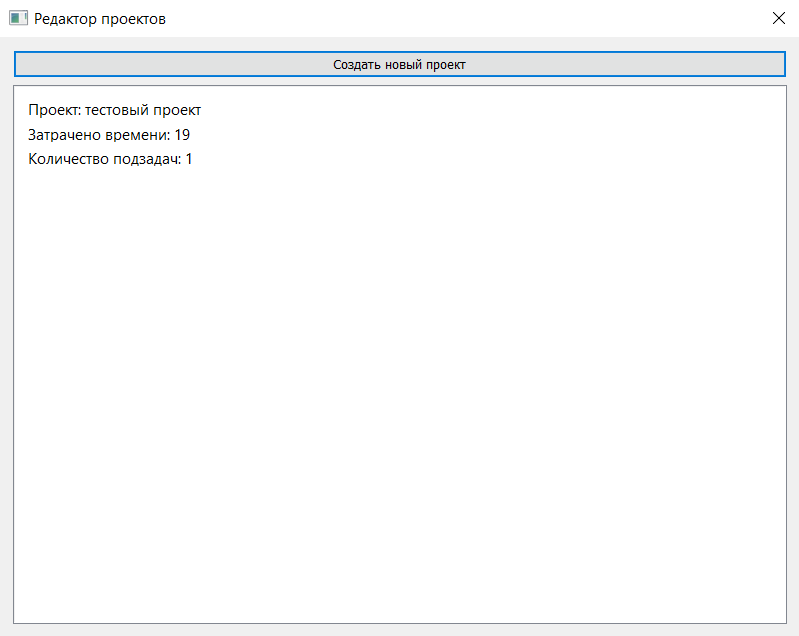 Редактор проектов
Создать новый проект
Проект: тестовый проект
Затрачено времени: 19
Количество подзадач: 1